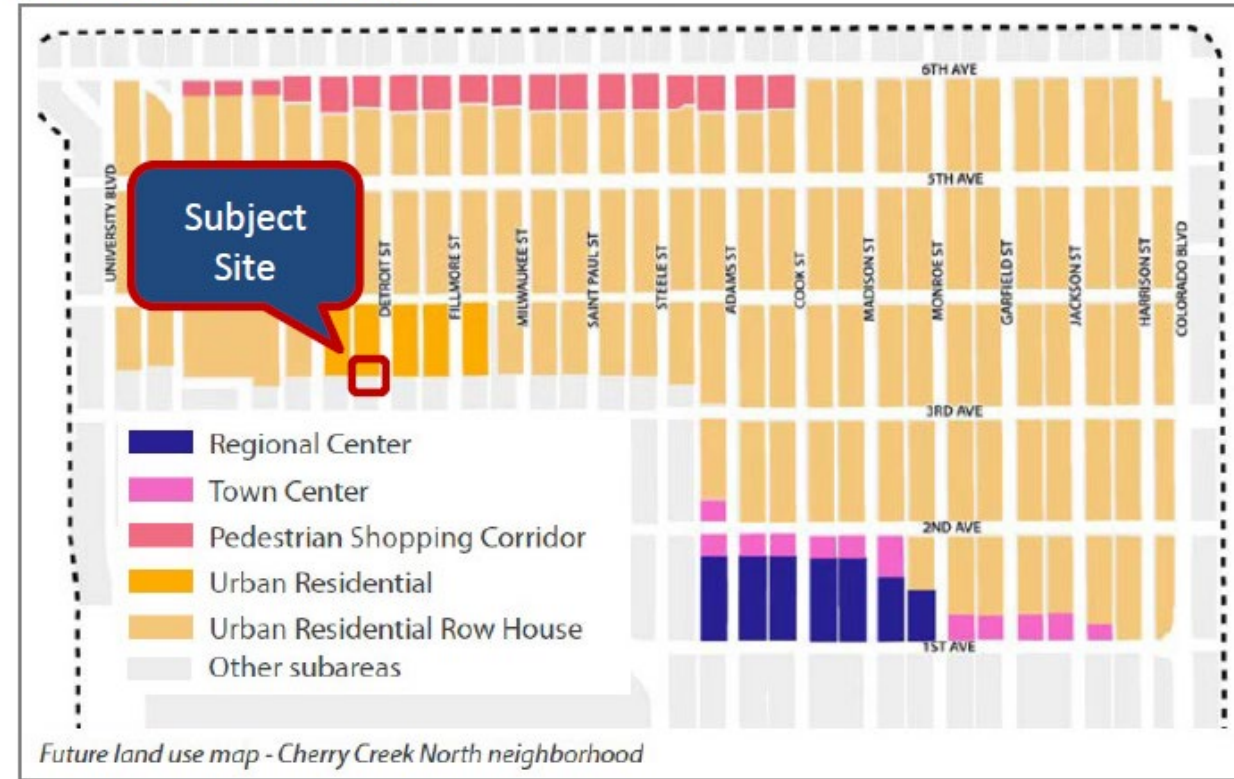 6TH AVE
5TH AVE
UNIVERSITY BLVD
Subject
Site
DETROIT ST
FILLMORE ST
MILWAUKEE ST
SAINT PAUL ST
STEELE ST
ADAMS ST
COOK ST
MADISON ST
MONROE ST
GARFIELD ST
JACKSON ST
HARRISON ST
COLORADO BLVD
3RD AVE
Regional Center
Town Center
Pedestrian Shopping Corridor
Urban Residential
Urban Residential Row House
Other subareas
2ND AVE
1ST AVE
Future land use map - Cherry Creek North neighborhood